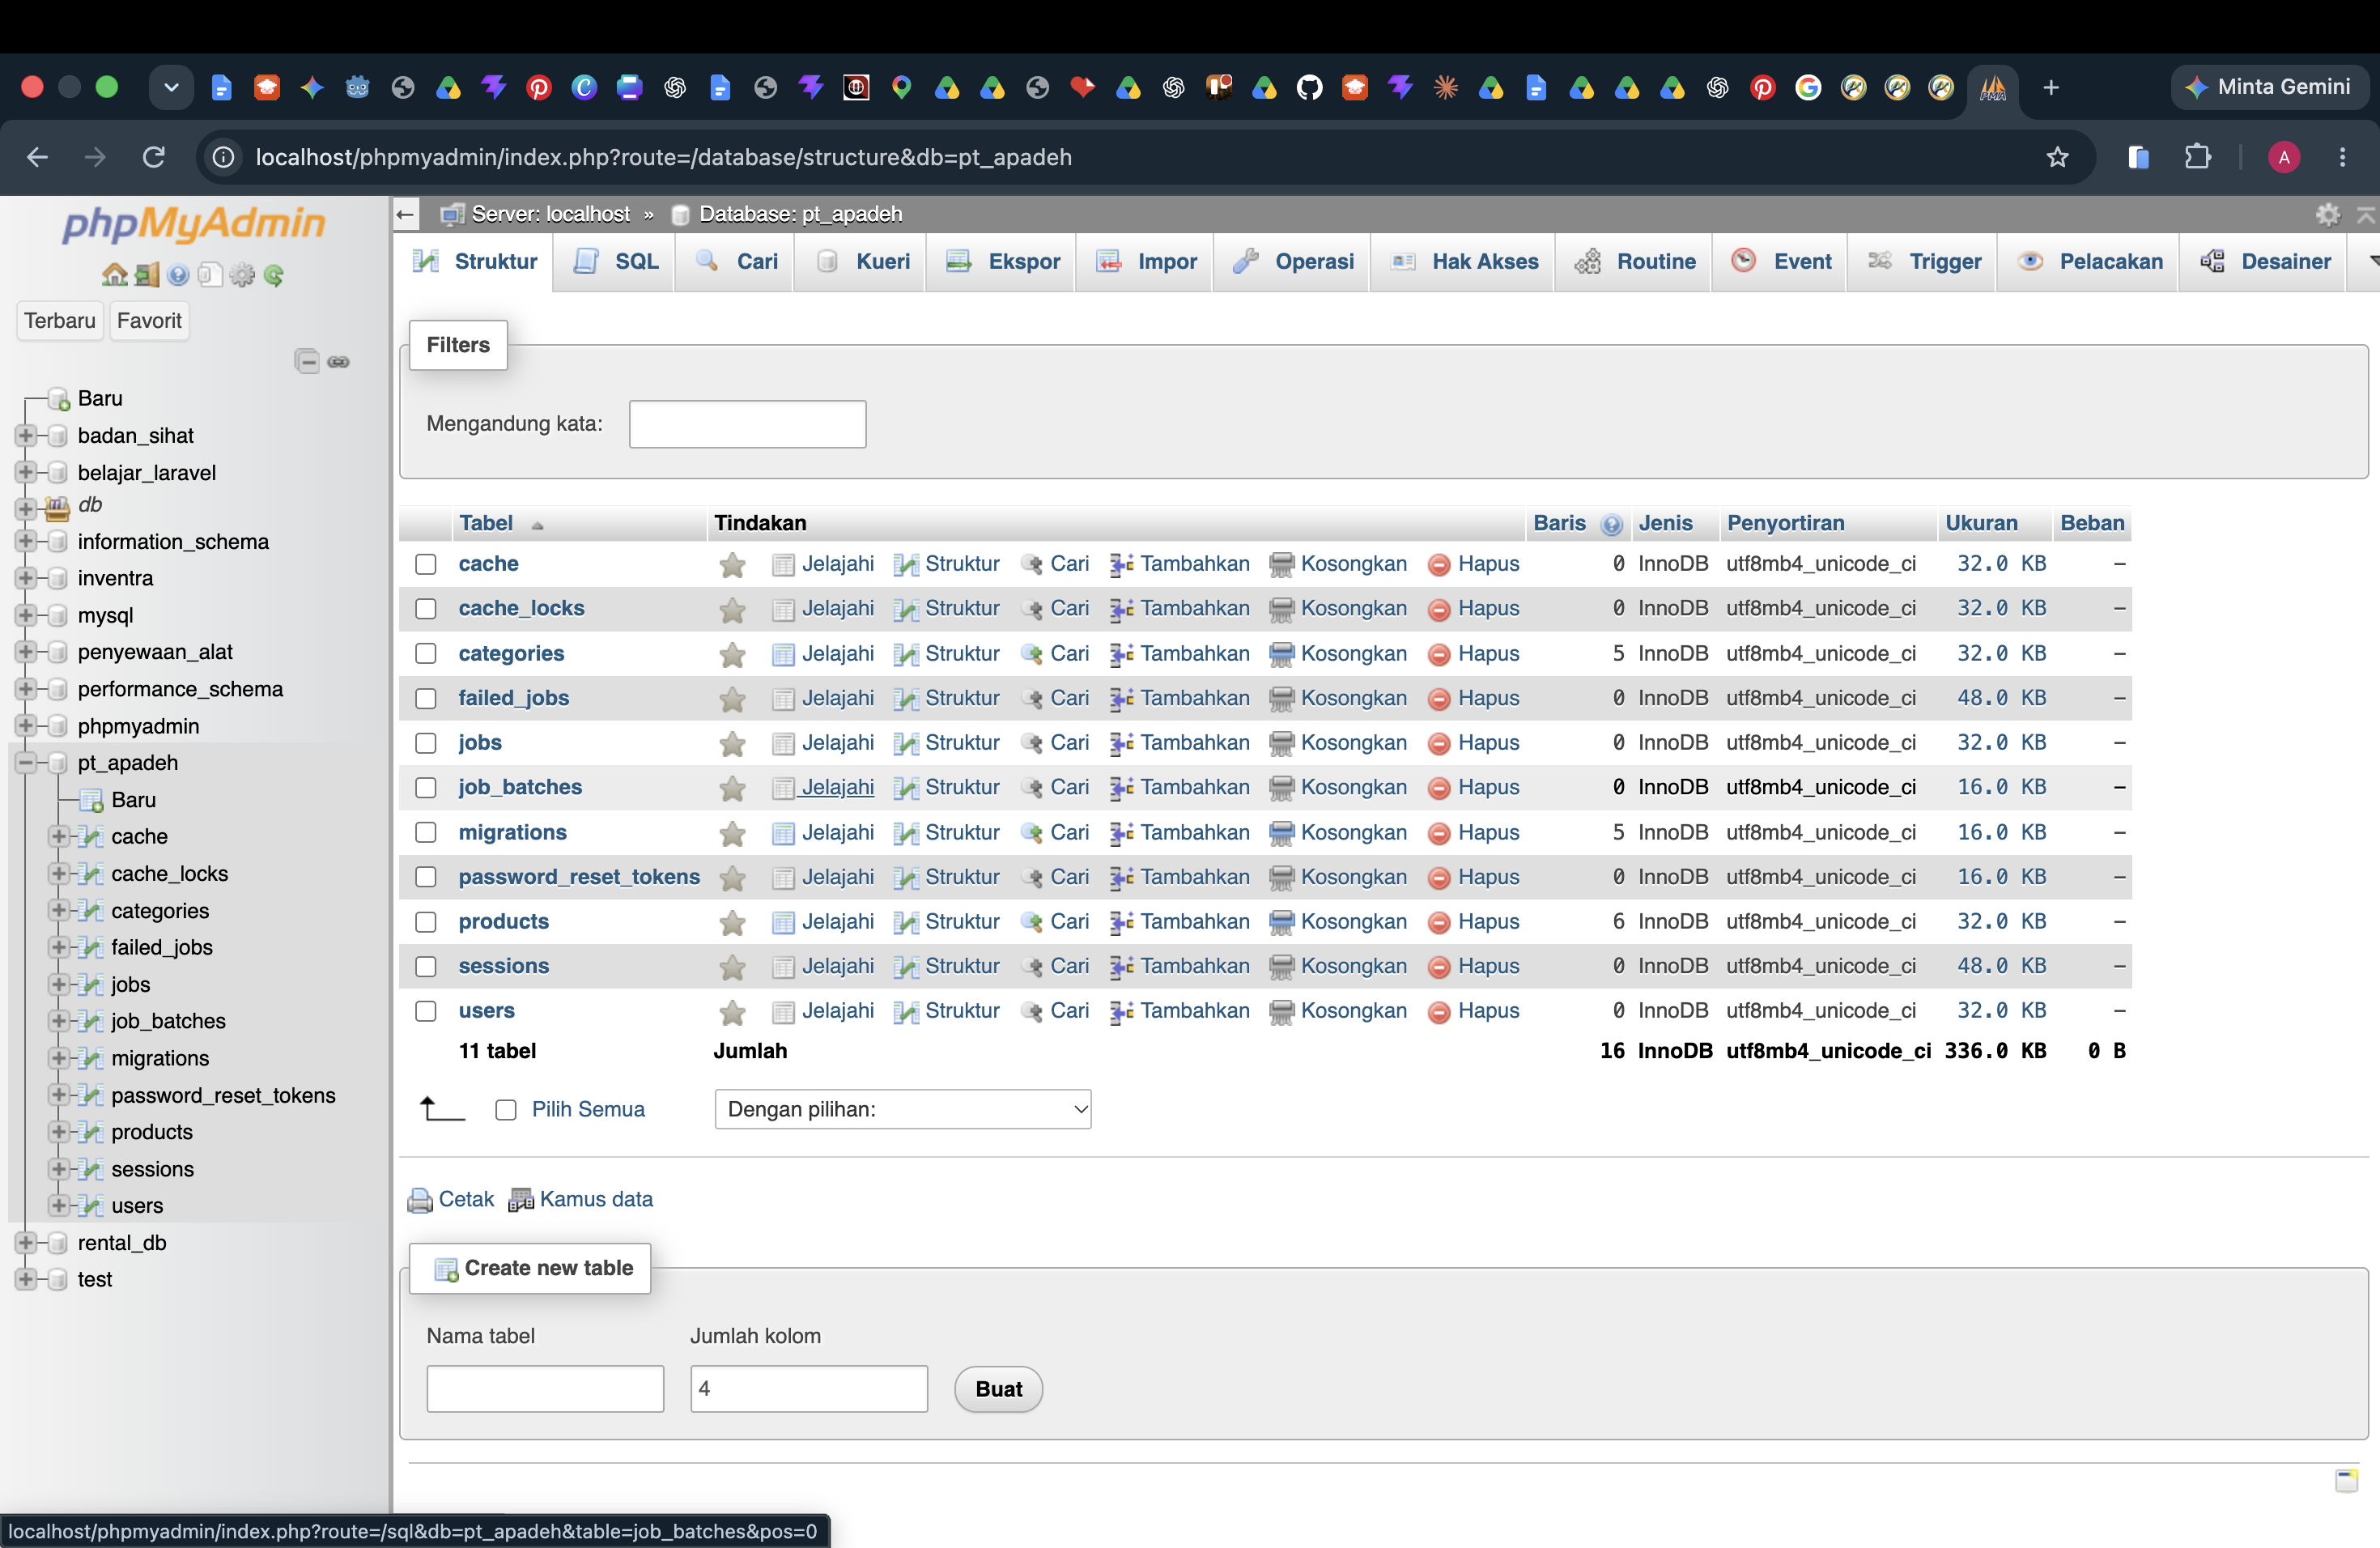 Minta Gemini
localhost/phpmyadmin/index.php?route=/database/structure&db=pt_apadeh
A
phpMyAdmin
Terbaru
Favorit
Baru
badan_sihat
belajar_laravel
db
information_schema
inventra
mysql
penyewaan_alat
performance_schema
phpmyadmin
pt_apadeh
Baru
cache
cache_locks
categories
failed_jobs
jobs
job_batches
migrations
password_reset_tokens
products
sessions
users
rental_db
test
Server: localhost » Database: pt_apadeh
Struktur SQL Cari Kueri Ekspor Impor Operasi Hak Akses Routine Event Trigger Pelacakan Desainer
Filters
Mengandung kata:
Tabel Tindakan Baris Jenis Penyortiran Ukuran Beban
cache Jelajahi Struktur Cari Tambahkan Kosongkan Hapus 0 InnoDB utf8mb4_unicode_ci 32.0 KB –
cache_locks Jelajahi Struktur Cari Tambahkan Kosongkan Hapus 0 InnoDB utf8mb4_unicode_ci 32.0 KB –
categories Jelajahi Struktur Cari Tambahkan Kosongkan Hapus 5 InnoDB utf8mb4_unicode_ci 32.0 KB –
failed_jobs Jelajahi Struktur Cari Tambahkan Kosongkan Hapus 0 InnoDB utf8mb4_unicode_ci 48.0 KB –
jobs Jelajahi Struktur Cari Tambahkan Kosongkan Hapus 0 InnoDB utf8mb4_unicode_ci 32.0 KB –
job_batches Jelajahi Struktur Cari Tambahkan Kosongkan Hapus 0 InnoDB utf8mb4_unicode_ci 16.0 KB –
migrations Jelajahi Struktur Cari Tambahkan Kosongkan Hapus 5 InnoDB utf8mb4_unicode_ci 16.0 KB –
password_reset_tokens Jelajahi Struktur Cari Tambahkan Kosongkan Hapus 0 InnoDB utf8mb4_unicode_ci 16.0 KB –
products Jelajahi Struktur Cari Tambahkan Kosongkan Hapus 6 InnoDB utf8mb4_unicode_ci 32.0 KB –
sessions Jelajahi Struktur Cari Tambahkan Kosongkan Hapus 0 InnoDB utf8mb4_unicode_ci 48.0 KB –
users Jelajahi Struktur Cari Tambahkan Kosongkan Hapus 0 InnoDB utf8mb4_unicode_ci 32.0 KB –
11 tabel Jumlah 16 InnoDB utf8mb4_unicode_ci 336.0 KB 0 B
Pilih Semua
Dengan pilihan:
Cetak Kamus data
Create new table
Nama tabel Jumlah kolom
4 Buat
localhost/phpmyadmin/index.php?route=/sql&db=pt_apadeh&table=job_batches&pos=0